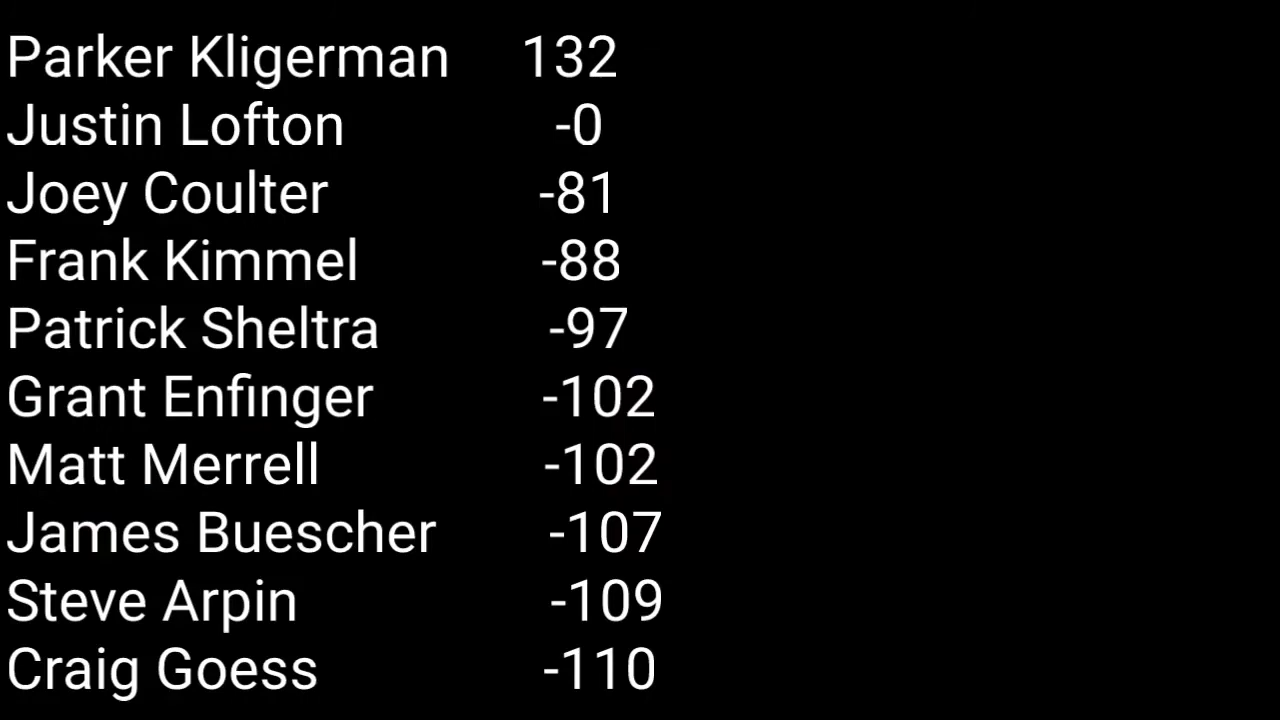 Parker Kligerman 132
Justin Lofton -0
Joey Coulter -81
Frank Kimmel -88
Patrick Sheltra -97
Grant Enfinger -102
Matt Merrell -102
James Buescher -107
Steve Arpin -109
Craig Goess -110